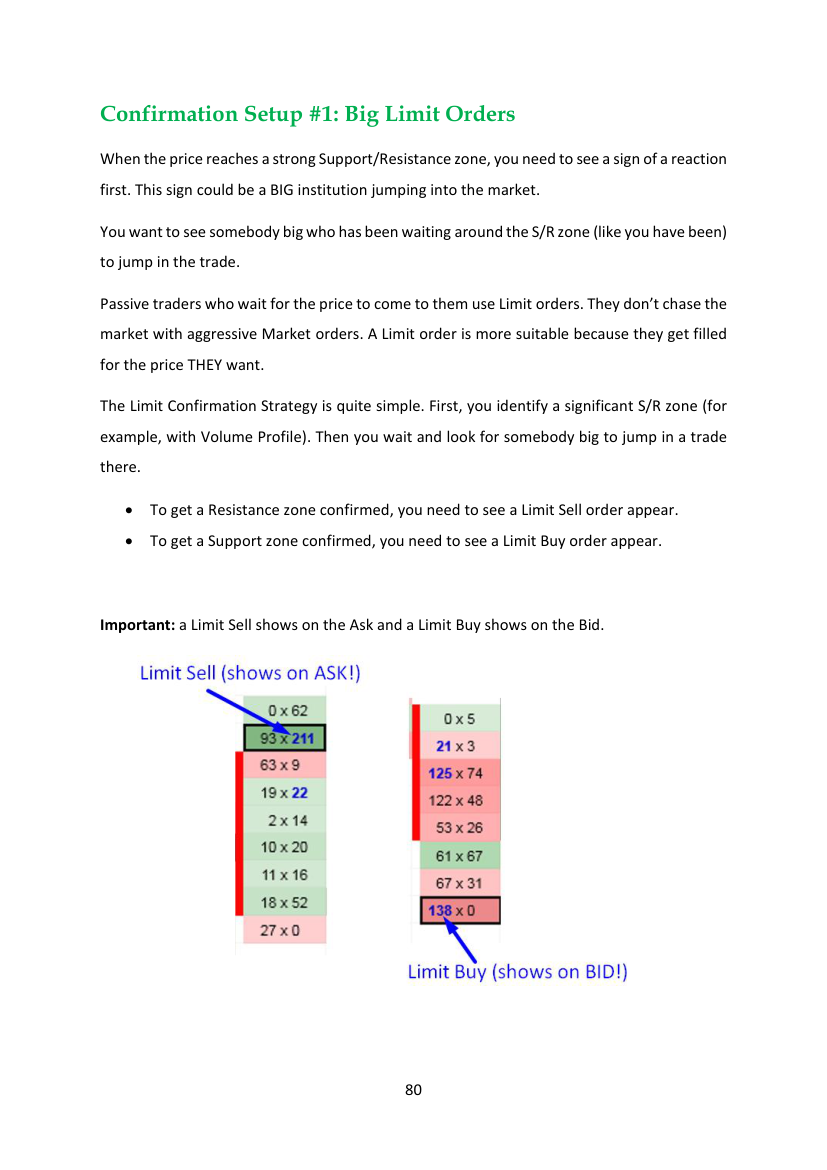 Confirmation Setup #1: Big Limit Orders
When the price reaches a strong Support/Resistance zone, you need to see a sign of a reaction
first. This sign could be a BIG institution jumping into the market.
You want to see somebody big who has been waiting around the S/R zone (like you have been)
to jump in the trade.
Passive traders who wait for the price to come to them use Limit orders. They don’t chase the
market with aggressive Market orders. A Limit order is more suitable because they get filled
for the price THEY want.
The Limit Confirmation Strategy is quite simple. First, you identify a significant S/R zone (for
example, with Volume Profile). Then you wait and look for somebody big to jump in a trade
there.
• To get a Resistance zone confirmed, you need to see a Limit Sell order appear.
• To get a Support zone confirmed, you need to see a Limit Buy order appear.
Important: a Limit Sell shows on the Ask and a Limit Buy shows on the Bid.
Limit Sell (shows on ASK!)
0 x 62
93 x 211
63 x 9
19 x 22
2 x 14
10 x 20
11 x 16
18 x 52
27 x 0
0 x 5
21 x 3
125 x 74
122 x 48
53 x 26
61 x 67
67 x 31
138 x 0
Limit Buy (shows on BID!)
80